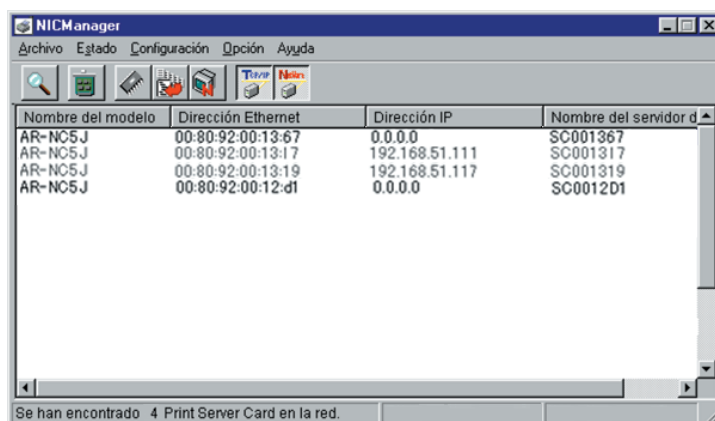 NICManager
Archivo Estado Configuración Opción Ayuda
TCP/IP NetWare
Nombre del modelo Dirección Ethernet Dirección IP Nombre del servidor d
AR-NC5J 00:80:92:00:13:67 0.0.0.0 SC001367
AR-NC5J 00:80:92:00:13:17 192.168.51.111 SC001317
AR-NC5J 00:80:92:00:13:19 192.168.51.117 SC001319
AR-NC5J 00:80:92:00:12:d1 0.0.0.0 SC0012D1
Se han encontrado 4 Print Server Card en la red.